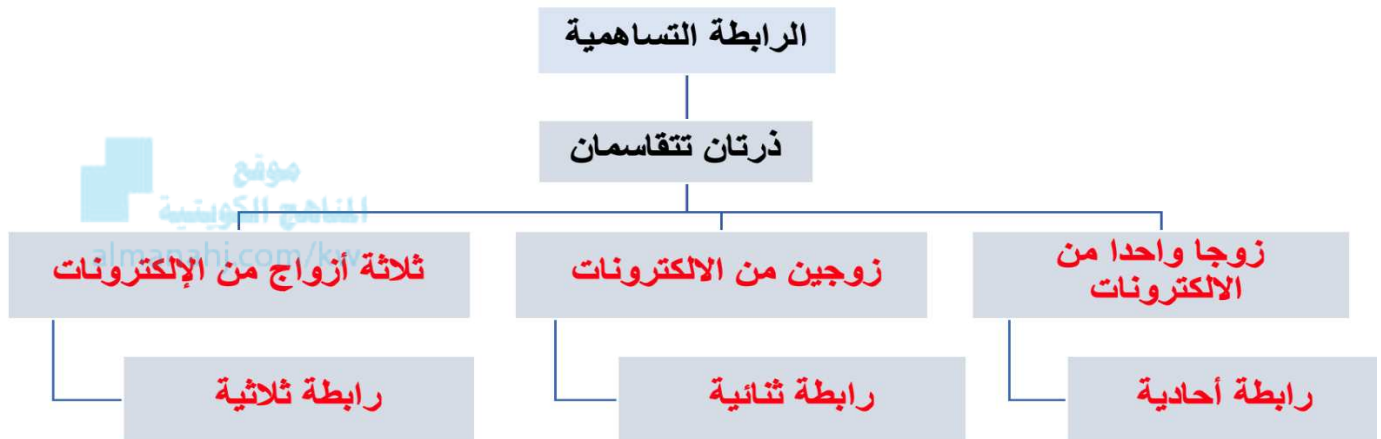 الرابطة التساهمية
ذرتان تتقاسمان
موقع
المناهج الكويتية
almanahj.com/kw
زوجا واحدا من
الالكترونات
زوجين من الالكترونات
ثلاثة أزواج من الإلكترونات
رابطة أحادية
رابطة ثنائية
رابطة ثلاثية